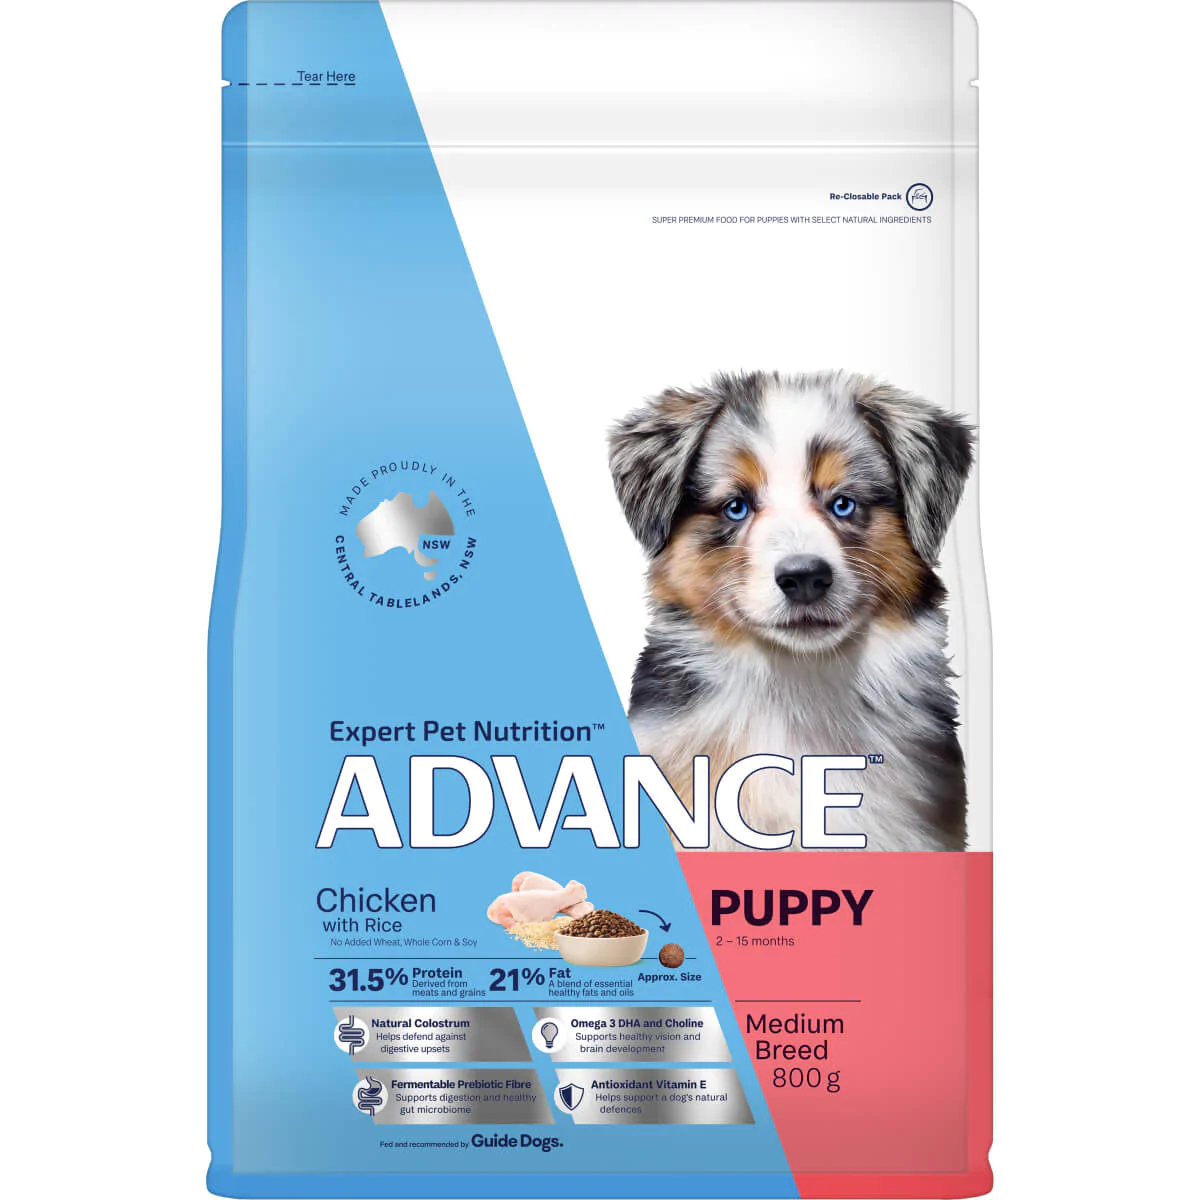 Tear Here
Re-Closable Pack
SUPER PREMIUM FOOD FOR PUPPIES WITH SELECT NATURAL INGREDIENTS
MADE PROUDLY IN THE
CENTRAL TABLELANDS, NSW
NSW
Expert Pet Nutrition™
ADVANCE™
Chicken
with Rice
No Added Wheat, Whole Corn & Soy
31.5% Protein
Derived from
meats and grains
21% Fat
A blend of essential
healthy fats and oils
Approx. Size
PUPPY
2 – 15 months
Natural Colostrum
Helps defend against
digestive upsets
Omega 3 DHA and Choline
Supports healthy vision and
brain development
Fermentable Prebiotic Fibre
Supports digestion and healthy
gut microbiome
Antioxidant Vitamin E
Helps support a dog's natural
defences
Medium
Breed
800 g
Fed and recommended by Guide Dogs.